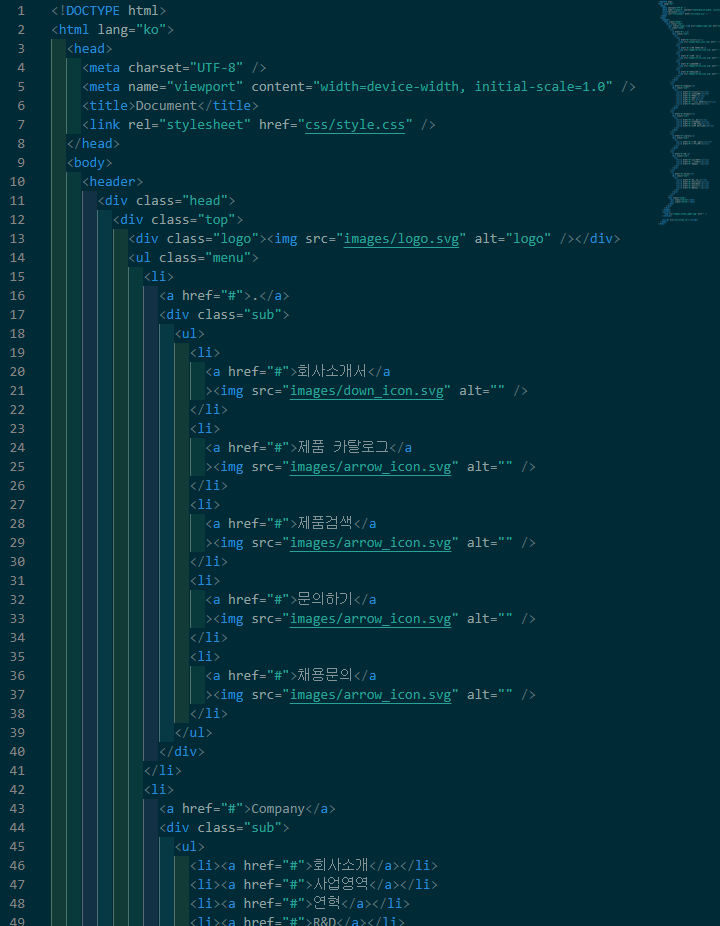 1 <!DOCTYPE html>
2 <html lang="ko">
3 <head>
4 <meta charset="UTF-8" />
5 <meta name="viewport" content="width=device-width, initial-scale=1.0" />
6 <title>Document</title>
7 <link rel="stylesheet" href="css/style.css" />
8 </head>
9 <body>
10 <header>
11 <div class="head">
12 <div class="top">
13 <div class="logo"><img src="images/logo.svg" alt="logo" /></div>
14 <ul class="menu">
15 <li>
16 <a href="#">.</a>
17 <div class="sub">
18 <ul>
19 <li>
20 <a href="#">회사소개서</a
21 ><img src="images/down_icon.svg" alt="" />
22 </li>
23 <li>
24 <a href="#">제품 카탈로그</a
25 ><img src="images/arrow_icon.svg" alt="" />
26 </li>
27 <li>
28 <a href="#">제품검색</a
29 ><img src="images/arrow_icon.svg" alt="" />
30 </li>
31 <li>
32 <a href="#">문의하기</a
33 ><img src="images/arrow_icon.svg" alt="" />
34 </li>
35 <li>
36 <a href="#">채용문의</a
37 ><img src="images/arrow_icon.svg" alt="" />
38 </li>
39 </ul>
40 </div>
41 </li>
42 <li>
43 <a href="#">Company</a>
44 <div class="sub">
45 <ul>
46 <li><a href="#">회사소개</a></li>
47 <li><a href="#">사업영역</a></li>
48 <li><a href="#">연혁</a></li>
49 <li><a href="#">R&D</a></li>